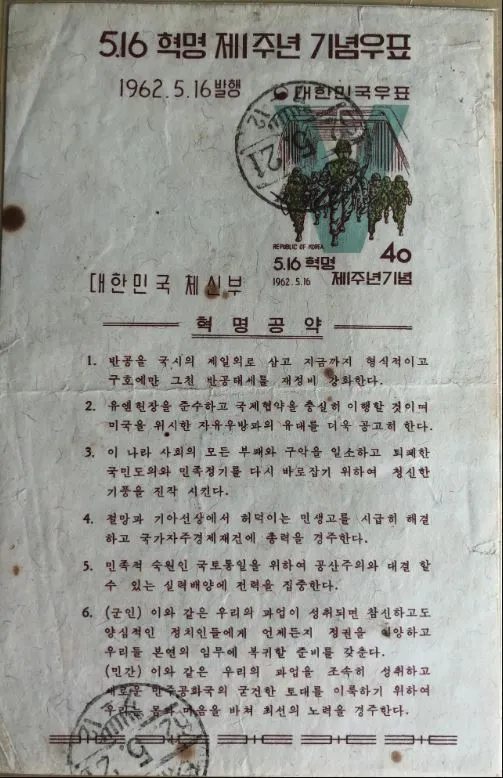 5.16 혁명 제1주년 기념우표
1962.5.16 발행
대한민국우표
REPUBLIC OF KOREA
40
5.16 혁명
1962. 5.16 제1주년기념
대한민국 체신부
혁명공약
1. 반공을 국시의 제일의로 삼고 지금까지 형식적이고
구호에만 그친 반공태세를 재정비 강화한다.
2. 유엔헌장을 준수하고 국제협약을 충실히 이행할 것이며
미국을 위시한 자유우방과의 유대를 더욱 공고히 한다.
3. 이 나라 사회의 모든 부패와 구악을 일소하고 퇴폐한
국민도의와 민족정기를 다시 바로잡기 위하여 청신한
기풍을 진작 시킨다.
4. 절망과 기아선상에서 허덕이는 민생고를 시급히 해결
하고 국가자주경제재건에 총력을 경주한다.
5. 민족적 숙원인 국토통일을 위하여 공산주의와 대결 할
수 있는 실력배양에 전력을 집중한다.
6. (군인) 이와 같은 우리의 과업이 성취되면 참신하고도
양심적인 정치인들에게 언제든지 정권을 이양하고
우리들 본연의 임무에 복귀할 준비를 갖춘다.
(민간) 이와 같은 우리의 과업을 조속히 성취하고
새로운 민주공화국의 굳건한 토대를 이룩하기 위하여
우리는 몸과 마음을 바쳐 최선의 노력을 경주한다.